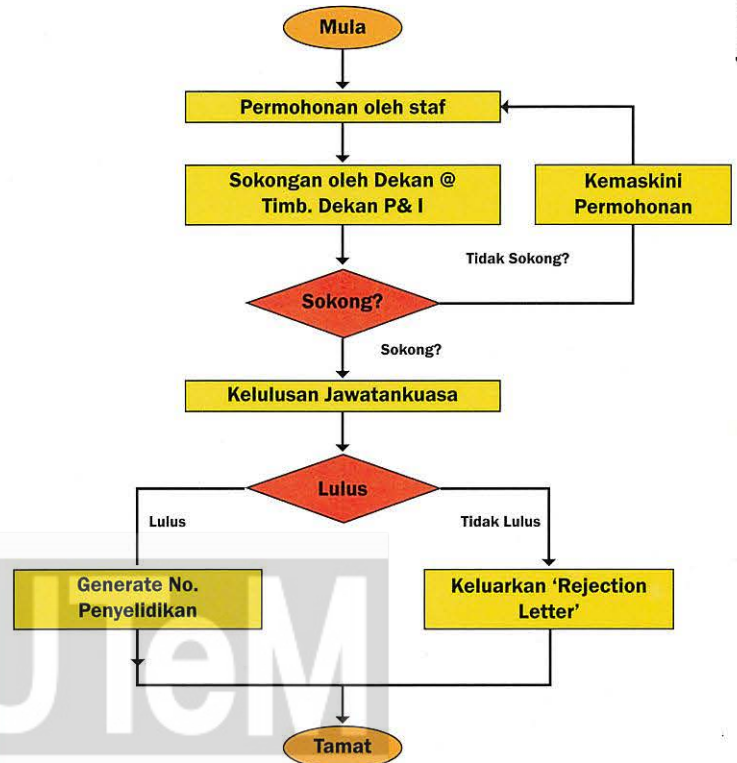 Mula
Permohonan oleh staf
Sokongan oleh Dekan @
Timb. Dekan P& I
Kemaskini
Permohonan
Tidak Sokong?
Sokong?
Sokong?
Kelulusan Jawatankuasa
Lulus
Lulus
Tidak Lulus
Generate No.
Penyelidikan
Keluarkan ‘Rejection
Letter’
UTeM
Tamat